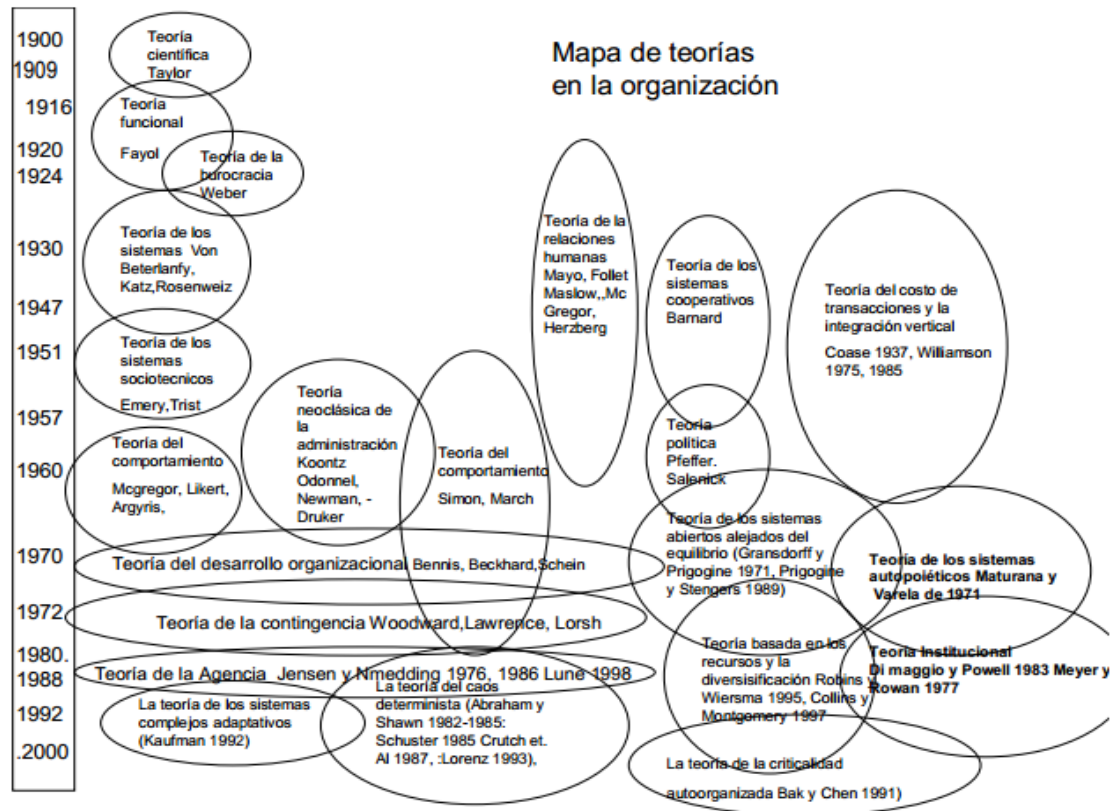 Mapa de teorías
en la organización
1900
1909
1916
1920
1924
1930
1947
1951
1957
1960
1970
1972
1980.
1988
1992
.2000
Teoría
científica
Taylor
Teoría
funcional
Fayol
Teoría de la
burocracia
Weber
Teoría de los
sistemas Von
Beterlanfy,
Katz,Rosenweiz
Teoría de los
sistemas
sociotecnicos
Emery,Trist
Teoría del
comportamiento
Mcgregor, Likert,
Argyris,
Teoría
neoclásica de
la
administración
Koontz
Odonnel,
Newman, -
Druker
Teoría del
comportamiento
Simon, March
Teoría de la
relaciones
humanas
Mayo, Follet
Maslow,,Mc
Gregor,
Herzberg
Teoría de los
sistemas
cooperativos
Barnard
Teoría del costo de
transacciones y la
integración vertical
Coase 1937, Williamson
1975, 1985
Teoría
política
Pfeffer.
Salenick
Teoría de los sistemas
abiertos alejados del
equilibrio (Gransdorff y
Prigogine 1971, Prigogine
y Stengers 1989)
Teoría de los sistemas
autopoiéticos Maturana y
Varela de 1971
Teoría del desarrollo organizacional Bennis, Beckhard,Schein
Teoría de la contingencia Woodward,Lawrence, Lorsh
Teoría de la Agencia Jensen y Nmedding 1976, 1986 Lune 1998
Teoría basada en los
recursos y la
diversisificación Robins y
Wiersma 1995, Collins y
Montgomery 1997
Teoría Institucional
Di maggio y Powell 1983 Meyer y
Rowan 1977
La teoría de los sistemas
complejos adaptativos
(Kaufman 1992)
La teoría del caos
determinista (Abraham y
Shawn 1982-1985:
Schuster 1985 Crutch et.
Al 1987, :Lorenz 1993),
La teoría de la criticalidad
autoorganizada Bak y Chen 1991)